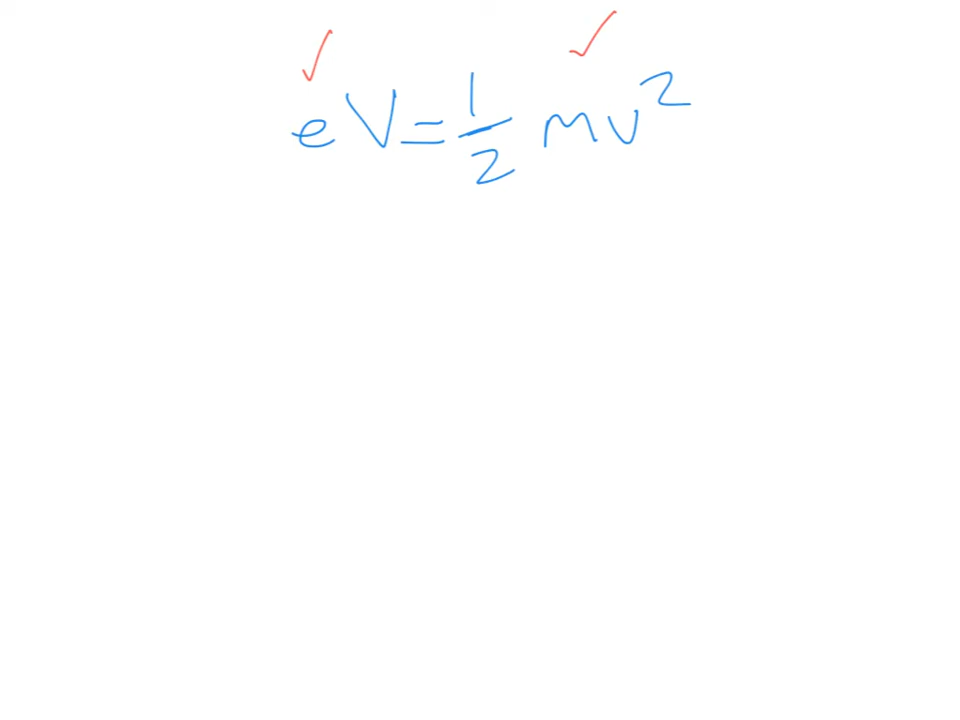 eV = 1/2 mv²